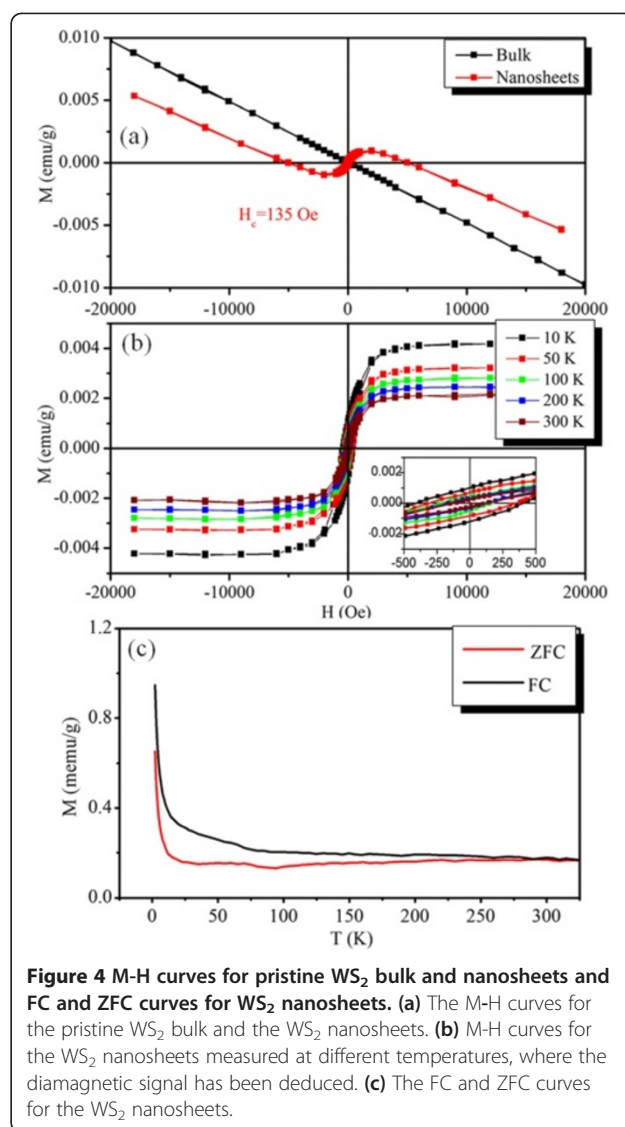 0.010
0.005
0.000
-0.005
-0.010
M (emu/g)
(a)
Bulk
Nanosheets
H_c=135 Oe
-20000 -10000 0 10000 20000
0.004
0.002
0.000
-0.002
-0.004
M (emu/g)
(b)
10 K
50 K
100 K
200 K
300 K
0.002
0.000
-0.002
-500 -250 0 250 500
-20000 -10000 0 10000 20000
H (Oe)
1.2
0.8
0.4
0.0
M (memu/g)
(c)
ZFC
FC
0 50 100 150 200 250 300
T (K)
Figure 4 M-H curves for pristine WS₂ bulk and nanosheets and
FC and ZFC curves for WS₂ nanosheets. (a) The M-H curves for
the pristine WS₂ bulk and the WS₂ nanosheets. (b) M-H curves for
the WS₂ nanosheets measured at different temperatures, where the
diamagnetic signal has been deduced. (c) The FC and ZFC curves
for the WS₂ nanosheets.